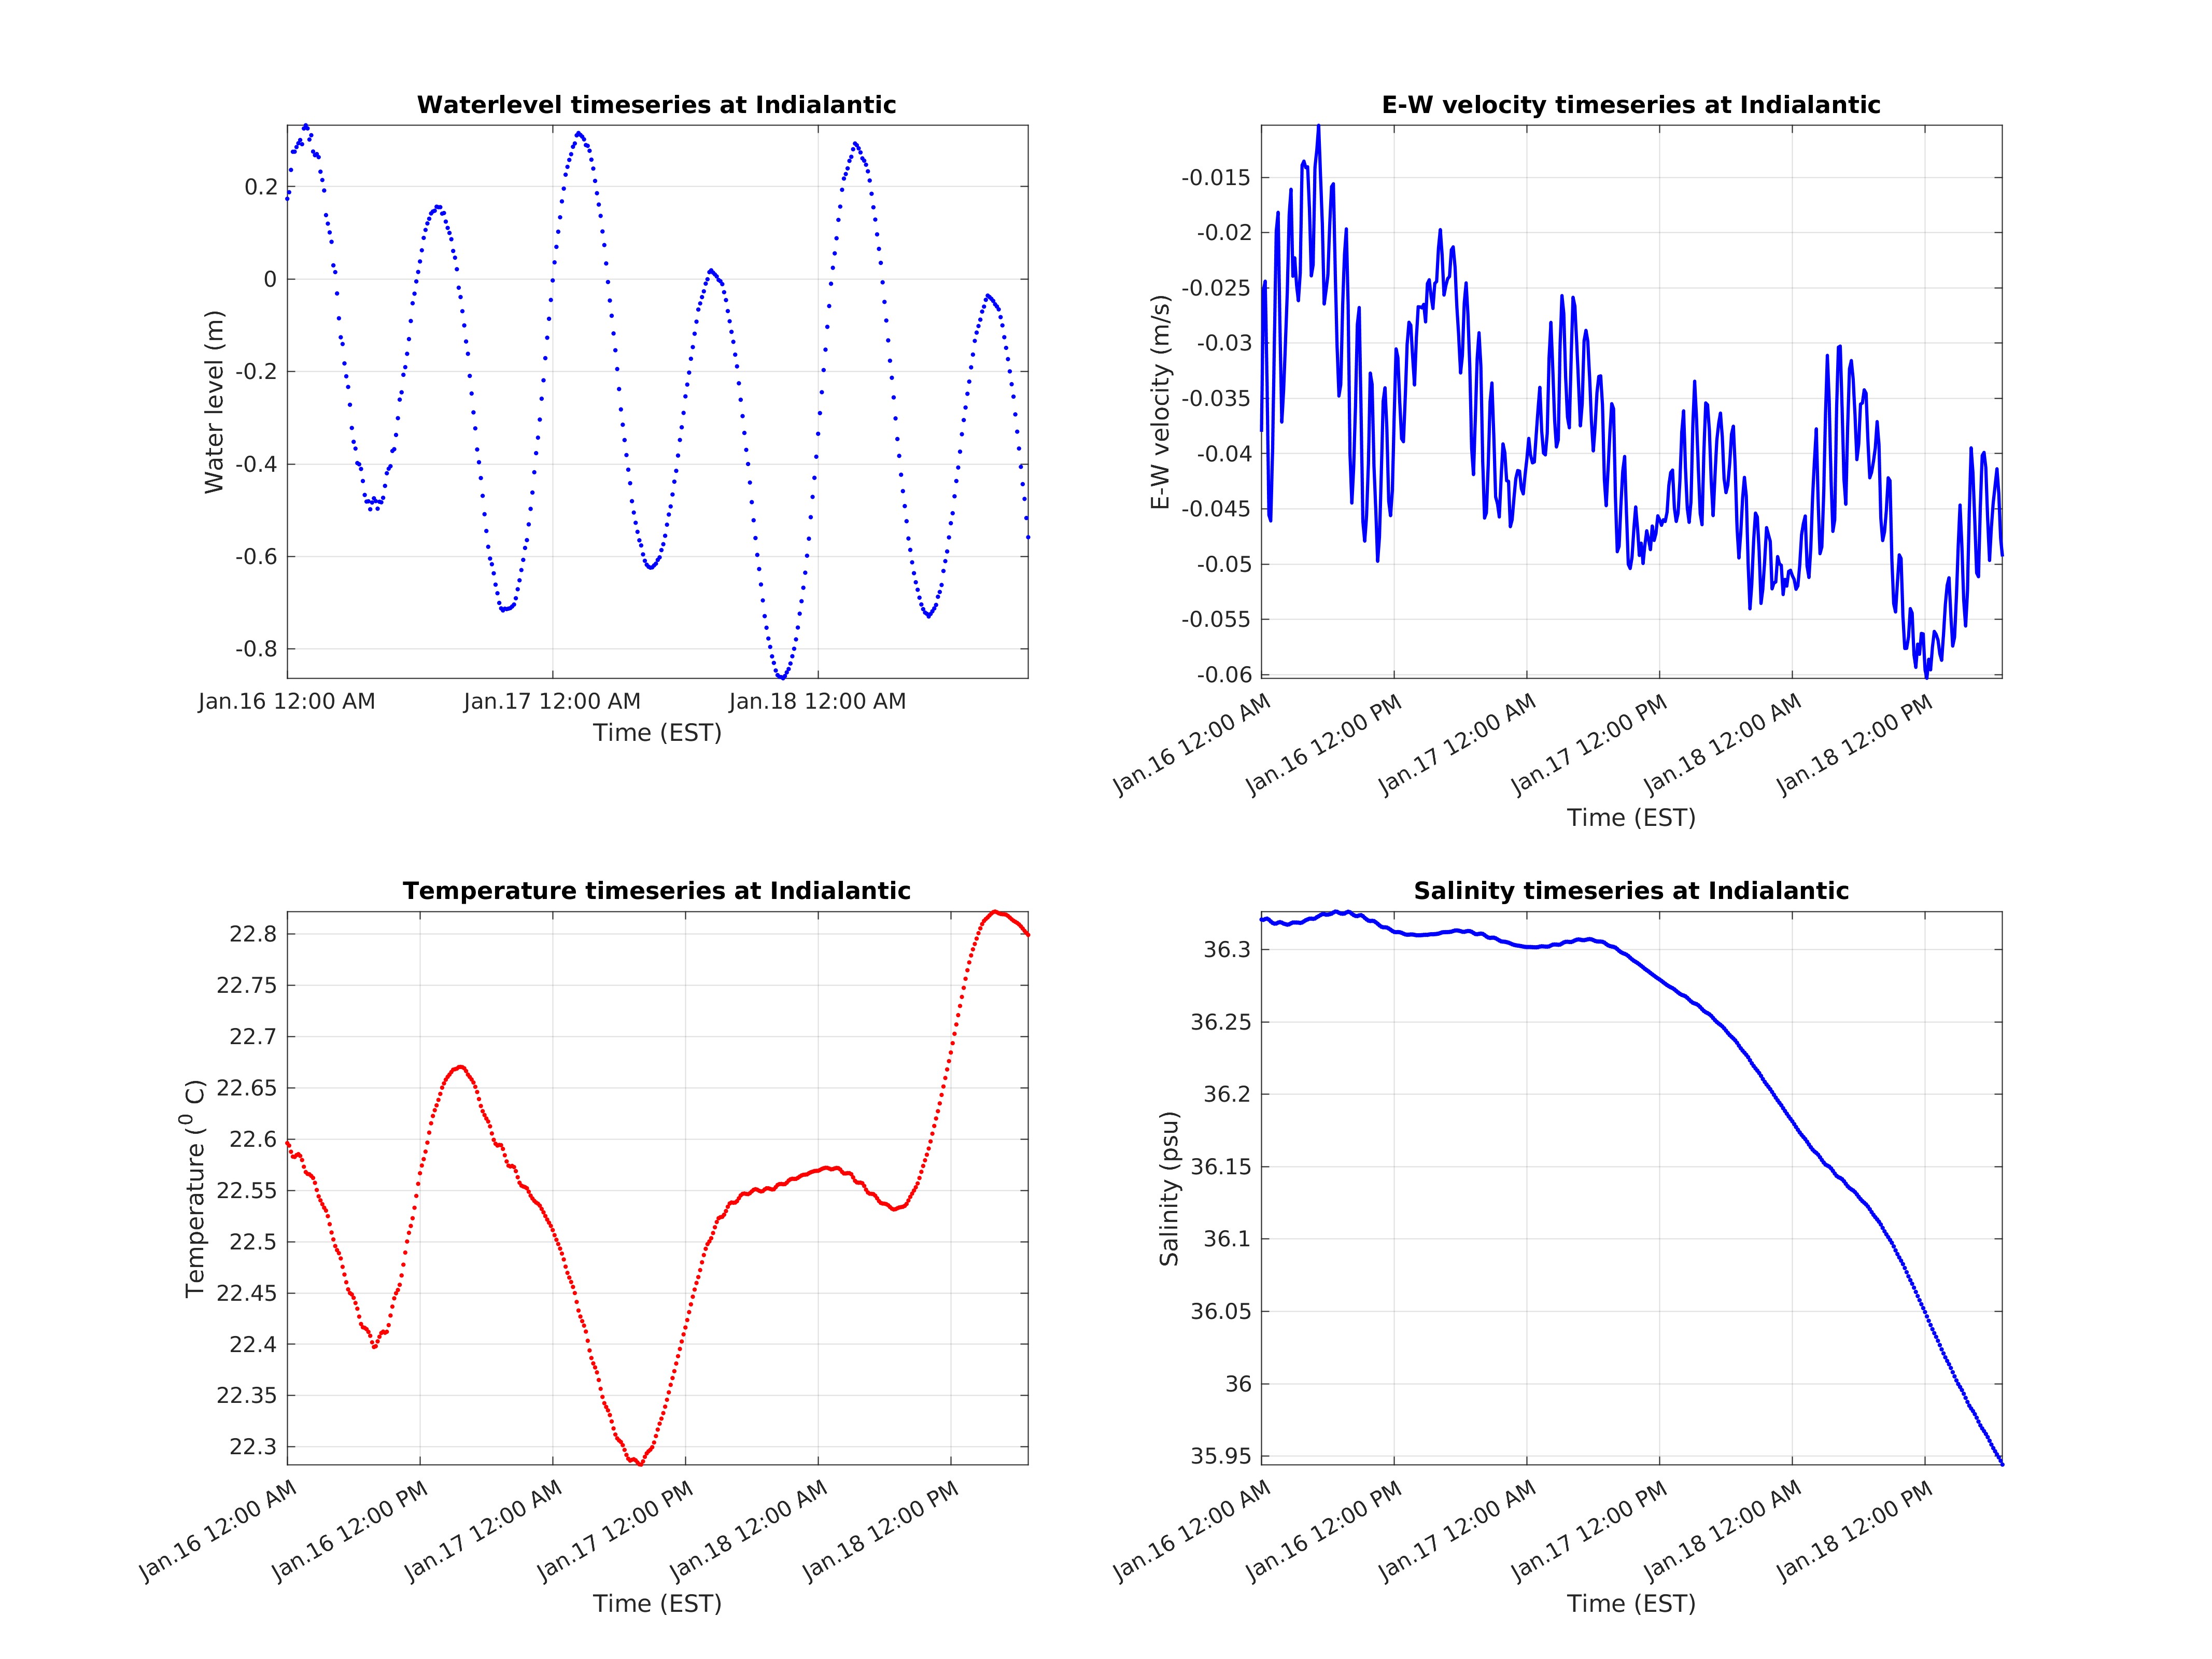 Waterlevel timeseries at Indialantic
0.2
0
-0.2
-0.4
-0.6
-0.8
Water level (m)
Jan.16 12:00 AM
Jan.17 12:00 AM
Jan.18 12:00 AM
Time (EST)
E-W velocity timeseries at Indialantic
-0.015
-0.02
-0.025
-0.03
-0.035
-0.04
-0.045
-0.05
-0.055
-0.06
E-W velocity (m/s)
Jan.16 12:00 AM
Jan.16 12:00 PM
Jan.17 12:00 AM
Jan.17 12:00 PM
Jan.18 12:00 AM
Jan.18 12:00 PM
Time (EST)
Temperature timeseries at Indialantic
22.8
22.75
22.7
22.65
22.6
22.55
22.5
22.45
22.4
22.35
22.3
Temperature (⁰ C)
Jan.16 12:00 AM
Jan.16 12:00 PM
Jan.17 12:00 AM
Jan.17 12:00 PM
Jan.18 12:00 AM
Jan.18 12:00 PM
Time (EST)
Salinity timeseries at Indialantic
36.3
36.25
36.2
36.15
36.1
36.05
36
35.95
Salinity (psu)
Jan.16 12:00 AM
Jan.16 12:00 PM
Jan.17 12:00 AM
Jan.17 12:00 PM
Jan.18 12:00 AM
Jan.18 12:00 PM
Time (EST)